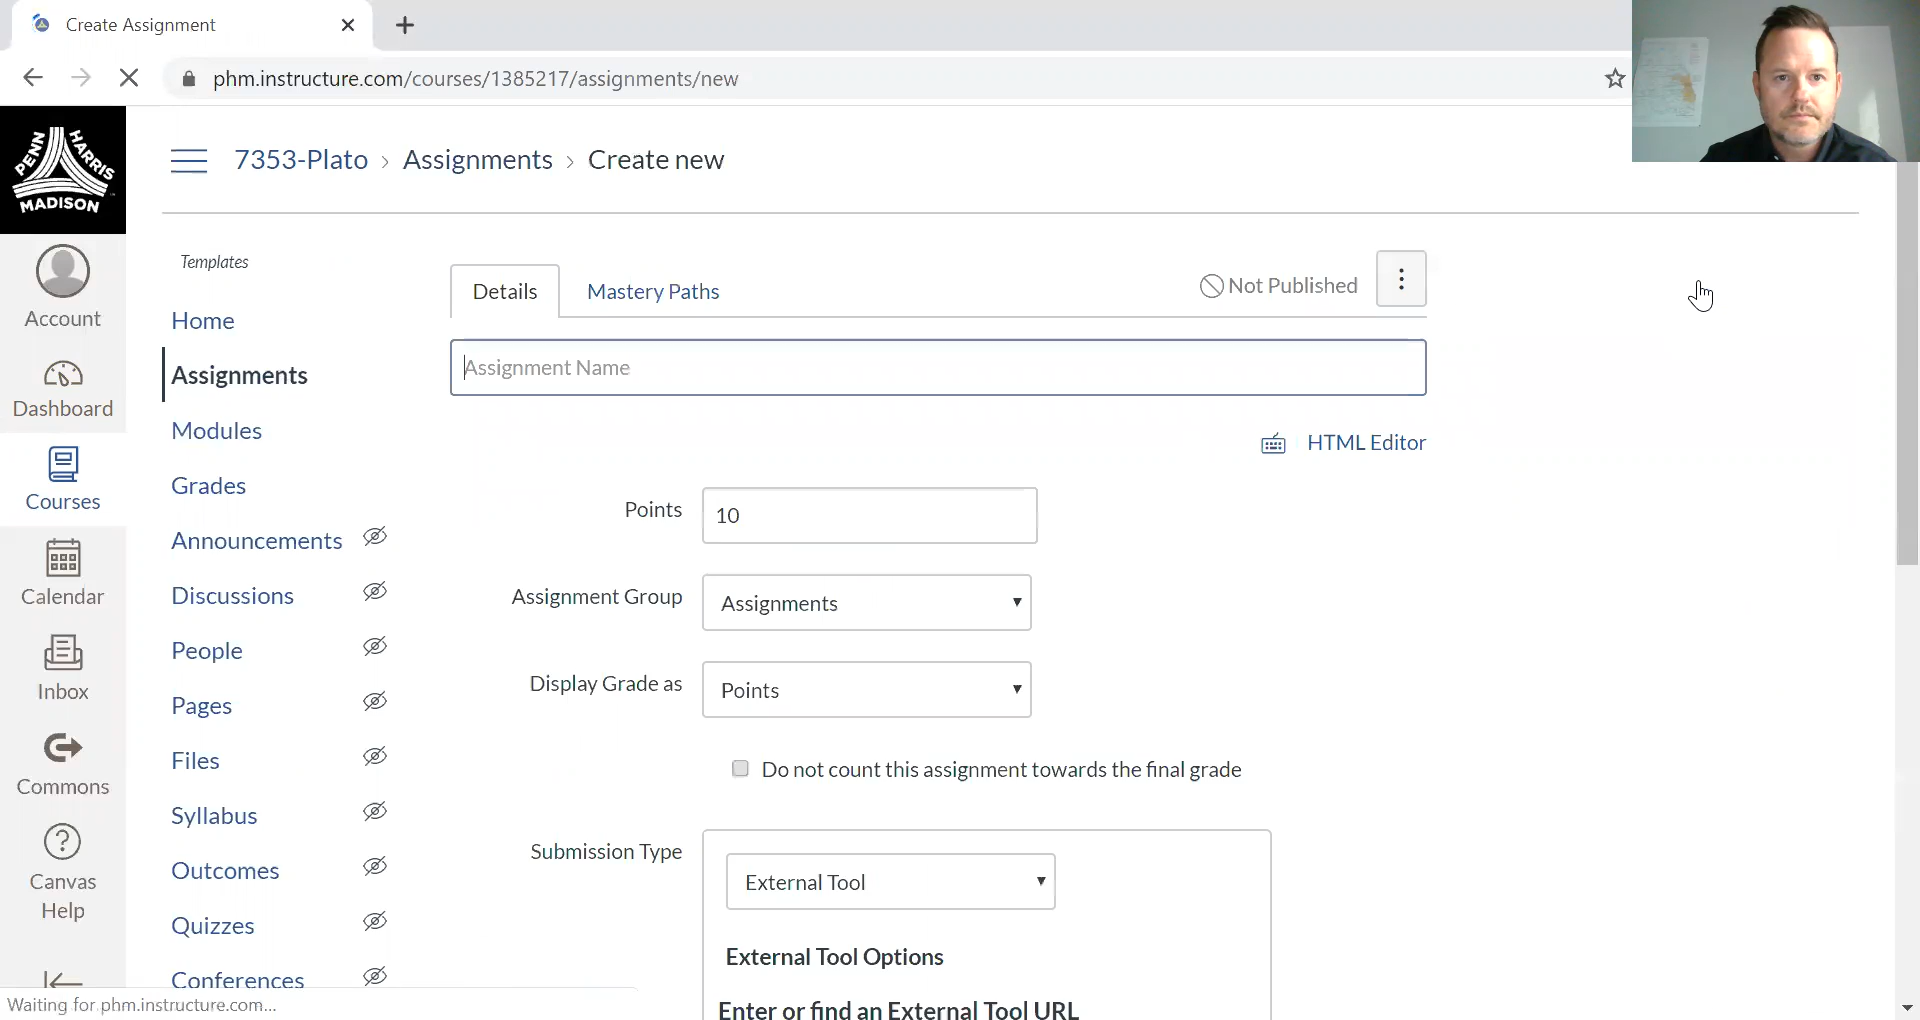 Create Assignment
phm.instructure.com/courses/1385217/assignments/new
PENN HARRIS MADISON
7353-Plato › Assignments › Create new
Templates
Home
Assignments
Modules
Grades
Announcements
Discussions
People
Pages
Files
Syllabus
Outcomes
Quizzes
Conferences
Account
Dashboard
Courses
Calendar
Inbox
Commons
Canvas
Help
Details
Mastery Paths
Not Published
Assignment Name
HTML Editor
Points
10
Assignment Group
Assignments
Display Grade as
Points
Do not count this assignment towards the final grade
Submission Type
External Tool
External Tool Options
Enter or find an External Tool URL
Waiting for phm.instructure.com...